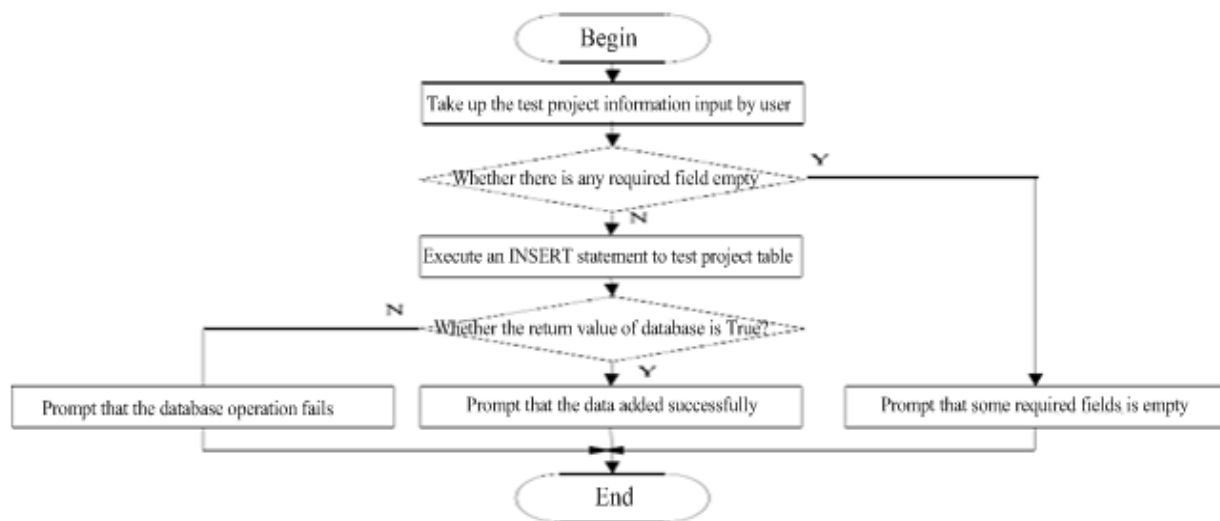 Begin
Take up the test project information input by user
Y
Whether there is any required field empty
N
Execute an INSERT statement to test project table
N
Whether the return value of database is True?
Y
Prompt that the database operation fails
Prompt that the data added successfully
Prompt that some required fields is empty
End